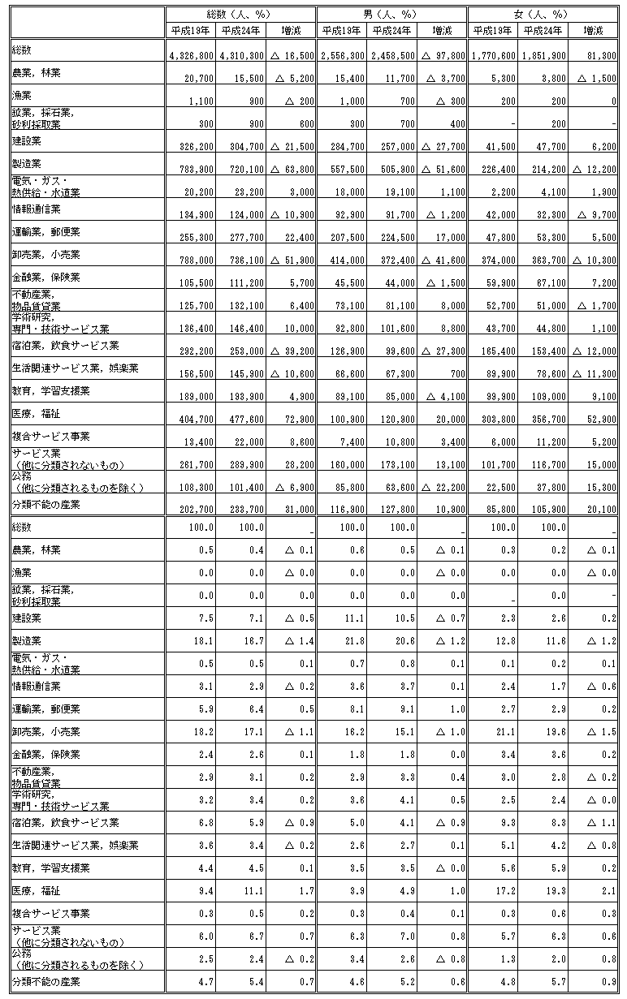 総数（人、％） 男（人、％） 女（人、％）
平成19年 平成24年 増減 平成19年 平成24年 増減 平成19年 平成24年 増減
総数 4,326,800 4,310,300 △ 16,500 2,556,300 2,458,500 △ 97,800 1,770,600 1,851,900 81,300
農業，林業 20,700 15,500 △ 5,200 15,400 11,700 △ 3,700 5,300 3,800 △ 1,500
漁業 1,100 900 △ 200 1,000 700 △ 300 200 200 0
鉱業，採石業，
砂利採取業 300 900 600 300 700 400 - 200 -
建設業 326,200 304,700 △ 21,500 284,700 257,000 △ 27,700 41,500 47,700 6,200
製造業 783,900 720,100 △ 63,800 557,500 505,900 △ 51,600 226,400 214,200 △ 12,200
電気・ガス・
熱供給・水道業 20,200 23,200 3,000 18,000 19,100 1,100 2,200 4,100 1,900
情報通信業 134,900 124,000 △ 10,900 92,900 91,700 △ 1,200 42,000 32,300 △ 9,700
運輸業，郵便業 255,300 277,700 22,400 207,500 224,500 17,000 47,800 53,300 5,500
卸売業，小売業 788,000 736,100 △ 51,900 414,000 372,400 △ 41,600 374,000 363,700 △ 10,300
金融業，保険業 105,500 111,200 5,700 45,500 44,000 △ 1,500 59,900 67,100 7,200
不動産業，
物品賃貸業 125,700 132,100 6,400 73,100 81,100 8,000 52,700 51,000 △ 1,700
学術研究，
専門・技術サービス業 136,400 146,400 10,000 92,800 101,600 8,800 43,700 44,800 1,100
宿泊業，飲食サービス業 292,200 253,000 △ 39,200 126,900 99,600 △ 27,300 165,400 153,400 △ 12,000
生活関連サービス業，娯楽業 156,500 145,900 △ 10,600 66,600 67,300 700 89,900 78,600 △ 11,300
教育，学習支援業 189,000 193,900 4,900 89,100 85,000 △ 4,100 99,900 109,000 9,100
医療，福祉 404,700 477,600 72,900 100,900 120,900 20,000 303,800 356,700 52,900
複合サービス事業 13,400 22,000 8,600 7,400 10,800 3,400 6,000 11,200 5,200
サービス業
（他に分類されないもの） 261,700 289,900 28,200 160,000 173,100 13,100 101,700 116,700 15,000
公務
（他に分類されるものを除く） 108,300 101,400 △ 6,900 85,800 63,600 △ 22,200 22,500 37,800 15,300
分類不能の産業 202,700 233,700 31,000 116,900 127,800 10,900 85,800 105,900 20,100
総数 100.0 100.0 - 100.0 100.0 - 100.0 100.0 -
農業，林業 0.5 0.4 △ 0.1 0.6 0.5 △ 0.1 0.3 0.2 △ 0.1
漁業 0.0 0.0 △ 0.0 0.0 0.0 △ 0.0 0.0 0.0 △ 0.0
鉱業，採石業，
砂利採取業 0.0 0.0 0.0 0.0 0.0 0.0 - 0.0 -
建設業 7.5 7.1 △ 0.5 11.1 10.5 △ 0.7 2.3 2.6 0.2
製造業 18.1 16.7 △ 1.4 21.8 20.6 △ 1.2 12.8 11.6 △ 1.2
電気・ガス・
熱供給・水道業 0.5 0.5 0.1 0.7 0.8 0.1 0.1 0.2 0.1
情報通信業 3.1 2.9 △ 0.2 3.6 3.7 0.1 2.4 1.7 △ 0.6
運輸業，郵便業 5.9 6.4 0.5 8.1 9.1 1.0 2.7 2.9 0.2
卸売業，小売業 18.2 17.1 △ 1.1 16.2 15.1 △ 1.0 21.1 19.6 △ 1.5
金融業，保険業 2.4 2.6 0.1 1.8 1.8 0.0 3.4 3.6 0.2
不動産業，
物品賃貸業 2.9 3.1 0.2 2.9 3.3 0.4 3.0 2.8 △ 0.2
学術研究，
専門・技術サービス業 3.2 3.4 0.2 3.6 4.1 0.5 2.5 2.4 △ 0.0
宿泊業，飲食サービス業 6.8 5.9 △ 0.9 5.0 4.1 △ 0.9 9.3 8.3 △ 1.1
生活関連サービス業，娯楽業 3.6 3.4 △ 0.2 2.6 2.7 0.1 5.1 4.2 △ 0.8
教育，学習支援業 4.4 4.5 0.1 3.5 3.5 △ 0.0 5.6 5.9 0.2
医療，福祉 9.4 11.1 1.7 3.9 4.9 1.0 17.2 19.3 2.1
複合サービス事業 0.3 0.5 0.2 0.3 0.4 0.1 0.3 0.6 0.3
サービス業
（他に分類されないもの） 6.0 6.7 0.7 6.3 7.0 0.8 5.7 6.3 0.6
公務
（他に分類されるものを除く） 2.5 2.4 △ 0.2 3.4 2.6 △ 0.8 1.3 2.0 0.8
分類不能の産業 4.7 5.4 0.7 4.6 5.2 0.6 4.8 5.7 0.9